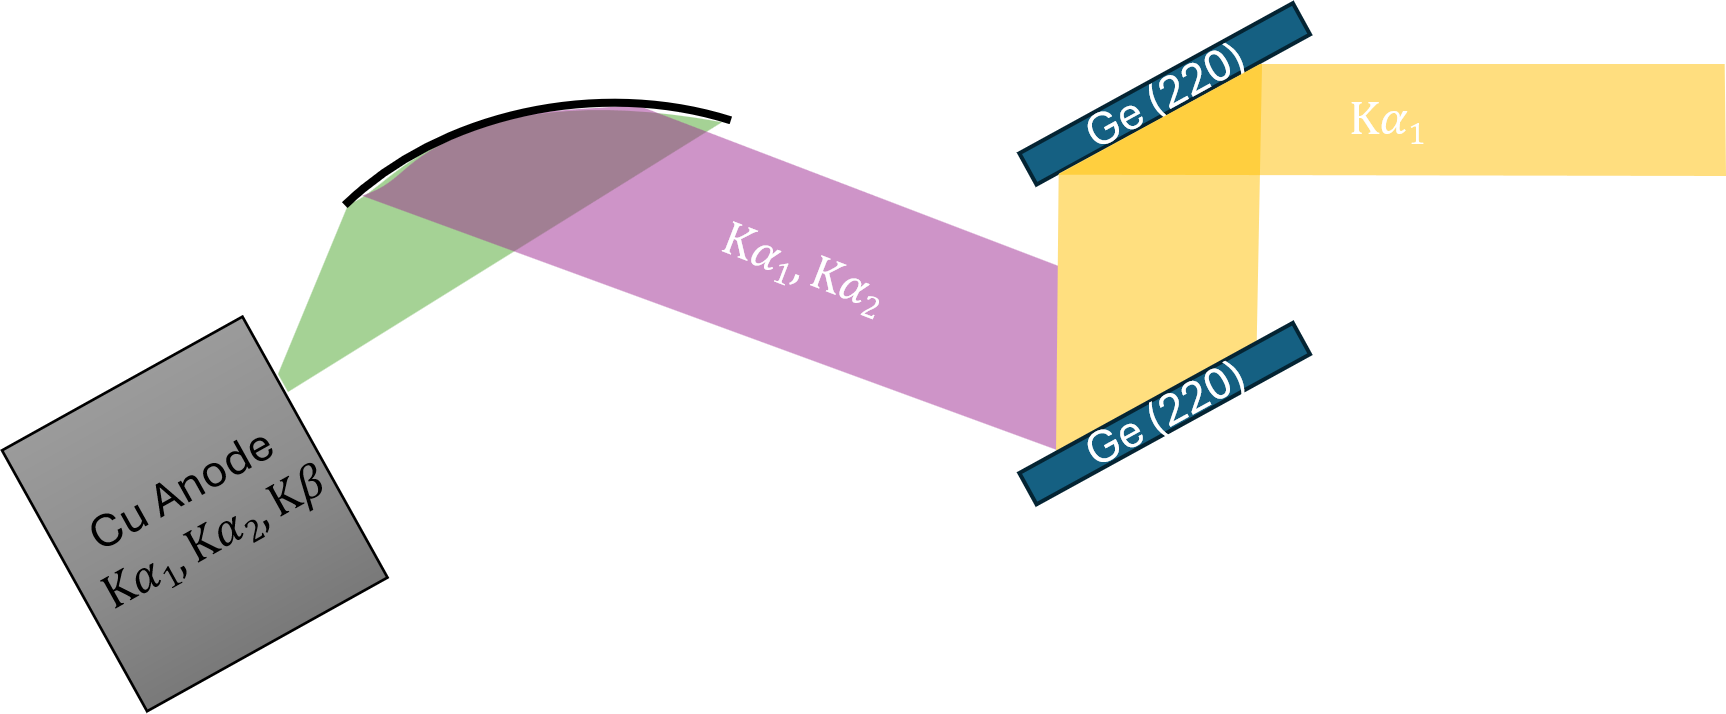 Cu Anode
Kα₁, Kα₂, Kβ
Kα₁, Kα₂
Ge (220)
Kα₁
Ge (220)